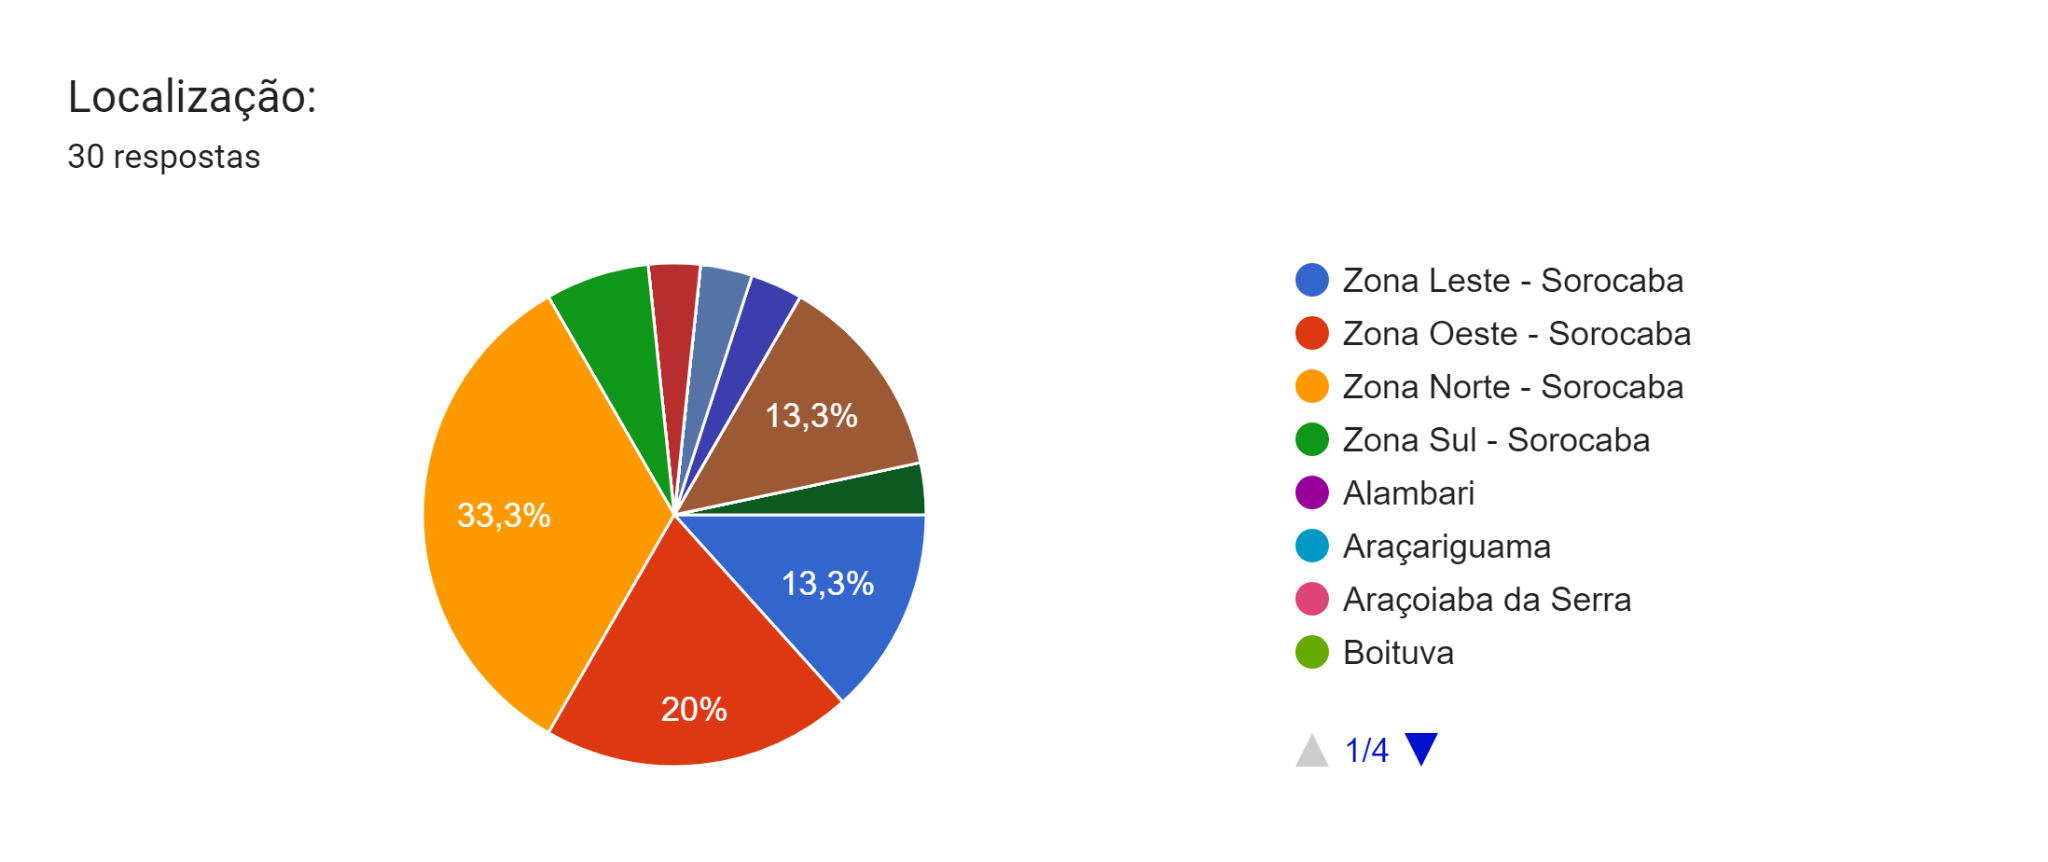 Localização:
30 respostas
13,3%
33,3%
13,3%
20%
Zona Leste - Sorocaba
Zona Oeste - Sorocaba
Zona Norte - Sorocaba
Zona Sul - Sorocaba
Alambari
Araçariguama
Araçoiaba da Serra
Boituva
1/4